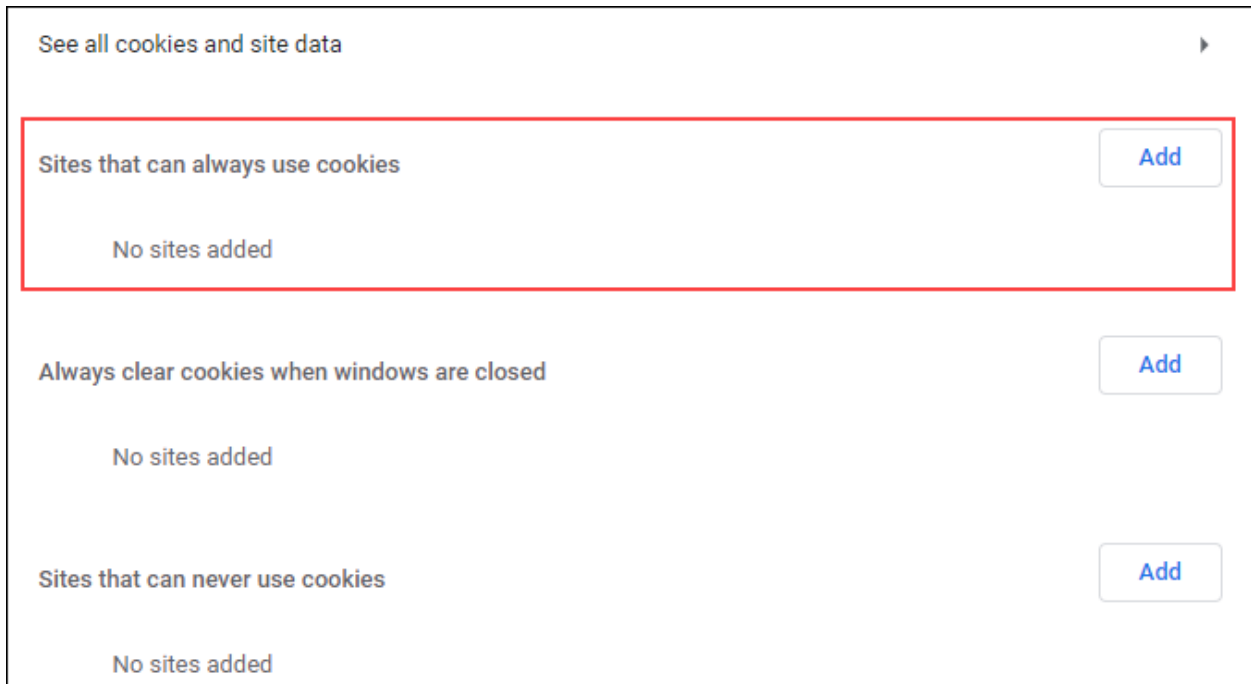 See all cookies and site data
Sites that can always use cookies
Add
No sites added
Always clear cookies when windows are closed
Add
No sites added
Sites that can never use cookies
Add
No sites added